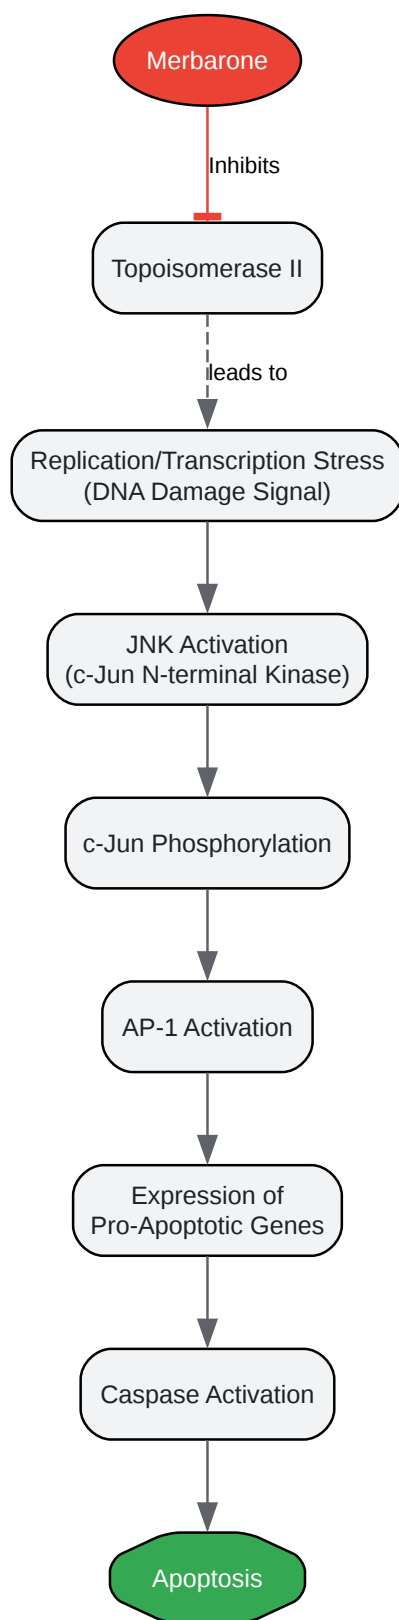 Merbarone
Inhibits
Topoisomerase II
leads to
Replication/Transcription Stress
(DNA Damage Signal)
JNK Activation
(c-Jun N-terminal Kinase)
c-Jun Phosphorylation
AP-1 Activation
Expression of
Pro-Apoptotic Genes
Caspase Activation
Apoptosis